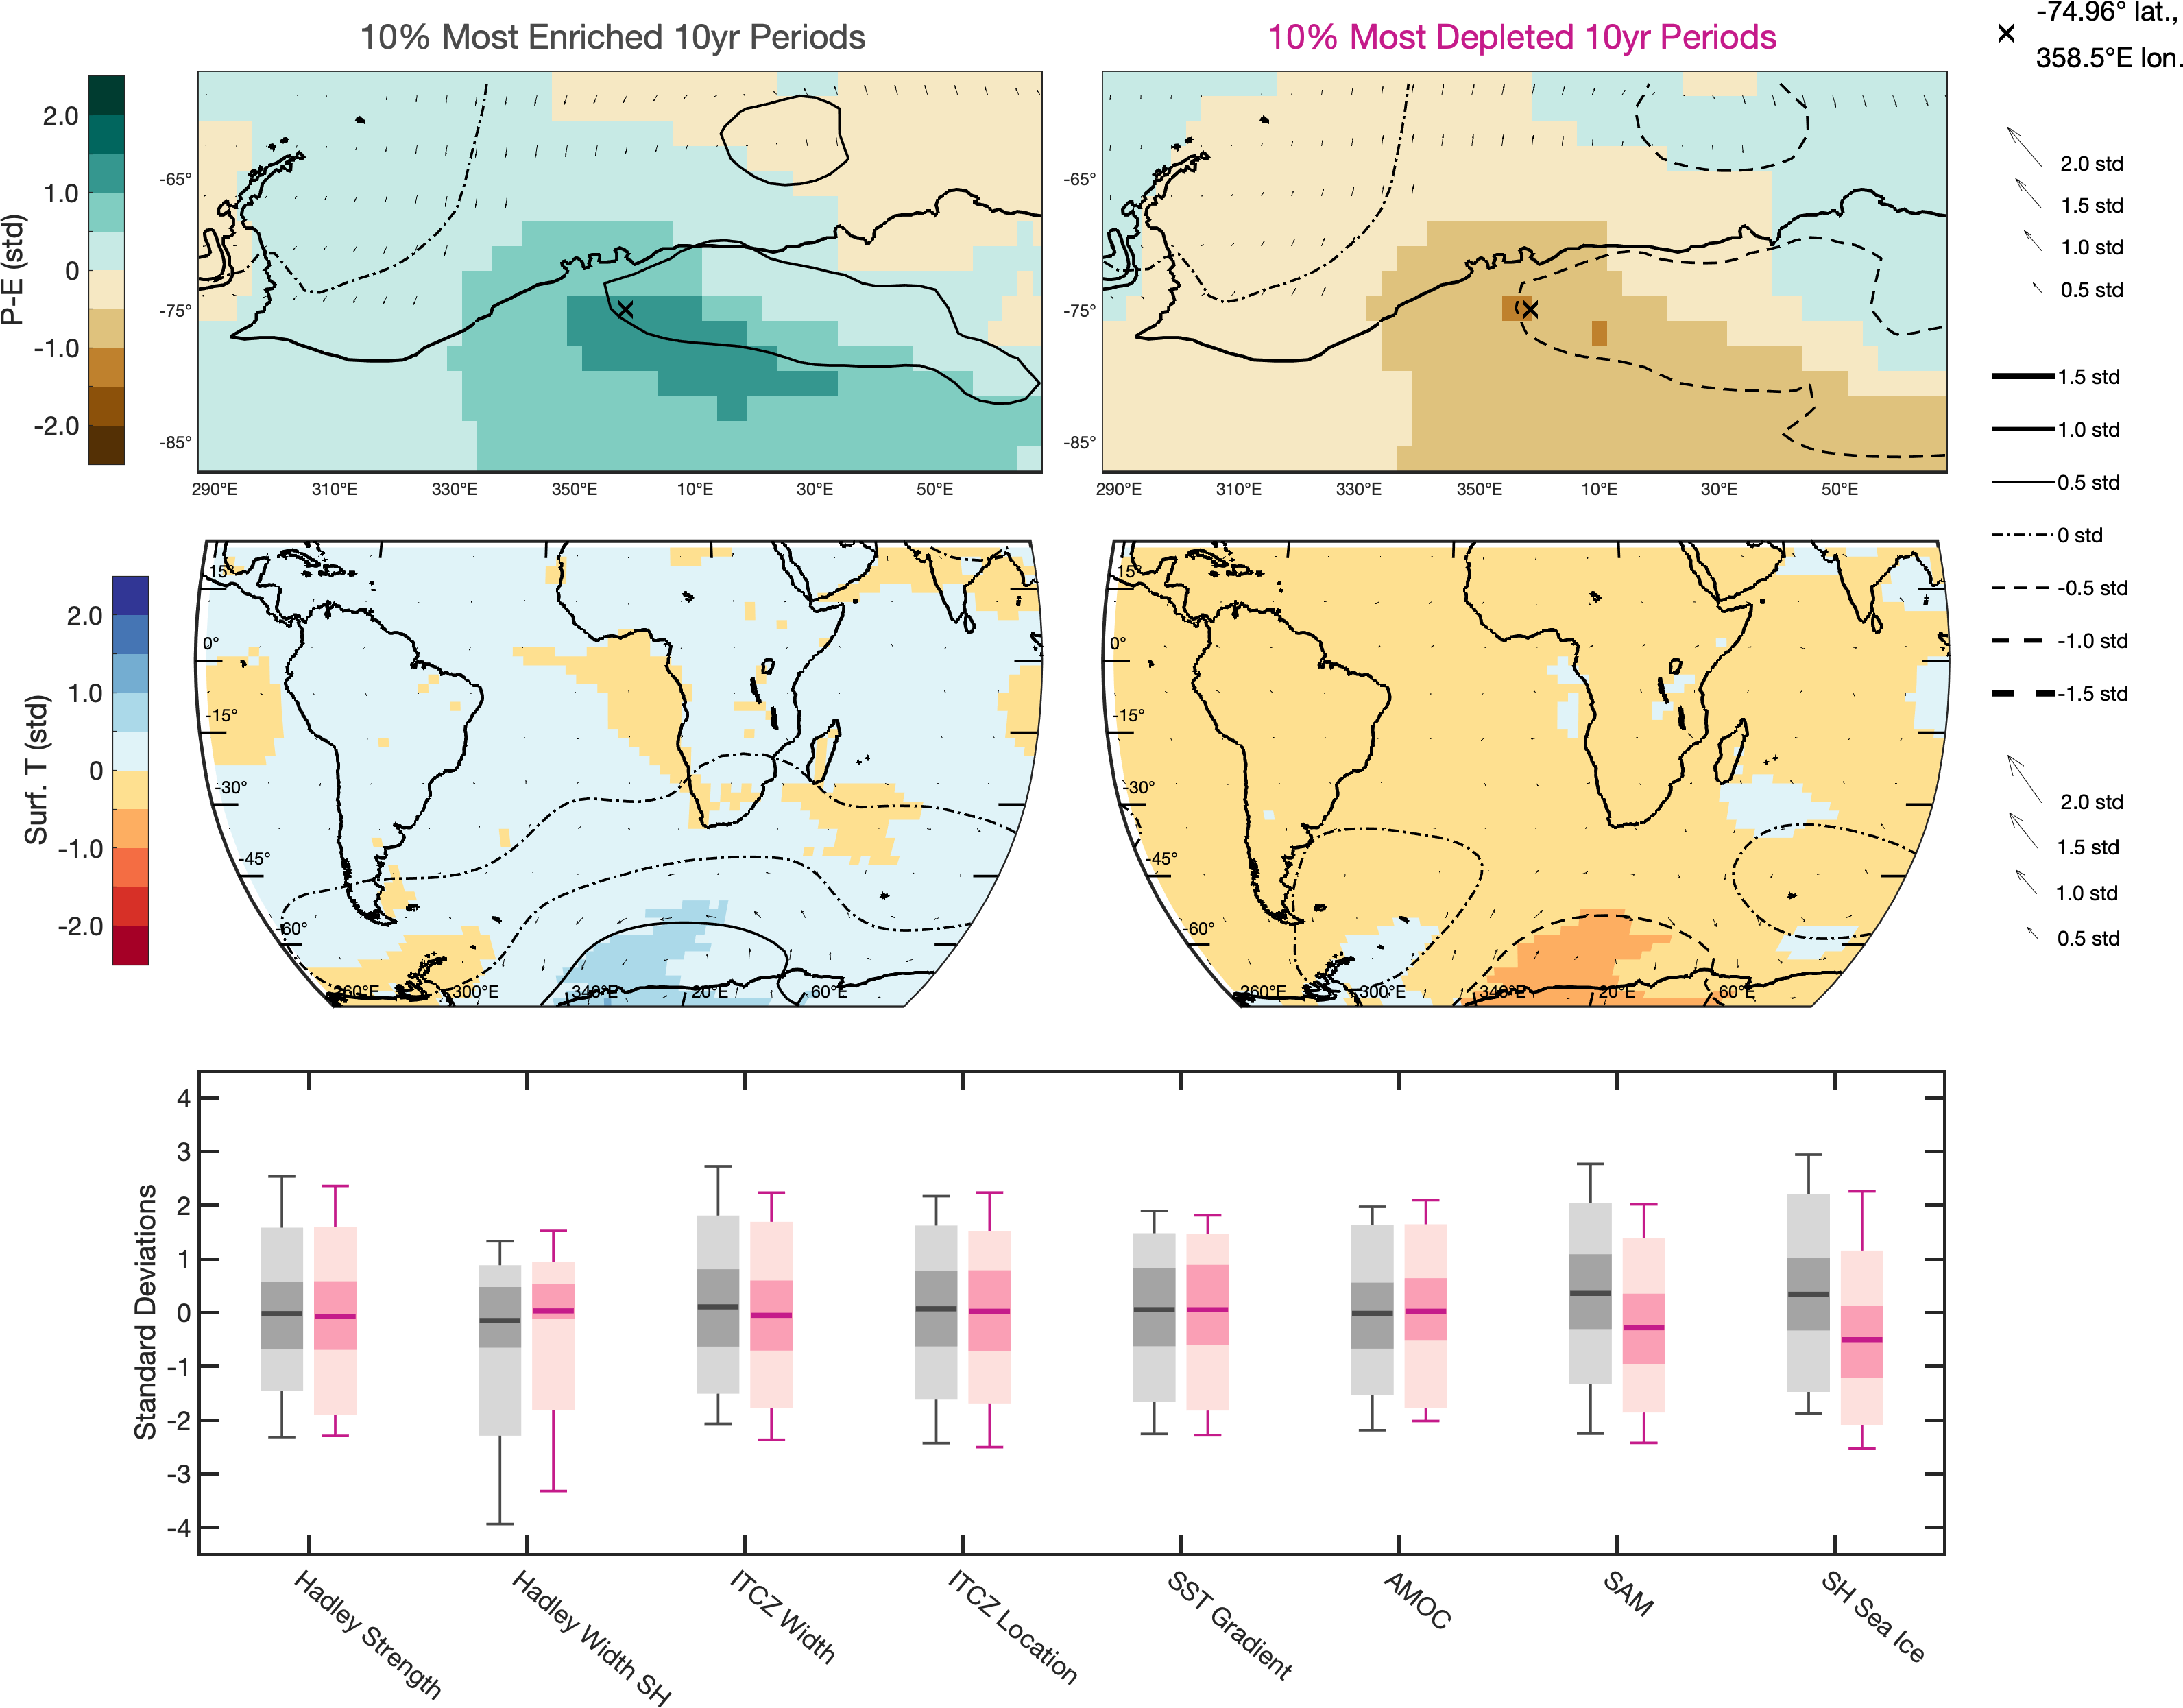 10% Most Enriched 10yr Periods
10% Most Depleted 10yr Periods
-74.96° lat.,
358.5°E lon.
P-E (std)
2.0
1.0
0
-1.0
-2.0
-65°
-75°
-85°
290°E 310°E 330°E 350°E 10°E 30°E 50°E
-65°
-75°
-85°
290°E 310°E 330°E 350°E 10°E 30°E 50°E
2.0 std
1.5 std
1.0 std
0.5 std
1.5 std
1.0 std
0.5 std
0 std
-0.5 std
-1.0 std
-1.5 std
2.0 std
1.5 std
1.0 std
0.5 std
Surf. T (std)
2.0
1.0
0
-1.0
-2.0
15°
0°
-15°
-30°
-45°
-60°
260°E 300°E 340°E 20°E 60°E
15°
0°
-15°
-30°
-45°
-60°
260°E 300°E 340°E 20°E 60°E
Standard Deviations
4
3
2
1
0
-1
-2
-3
-4
Hadley Strength
Hadley Width SH
ITCZ Width
ITCZ Location
SST Gradient
AMOC
SAM
SH Sea Ice